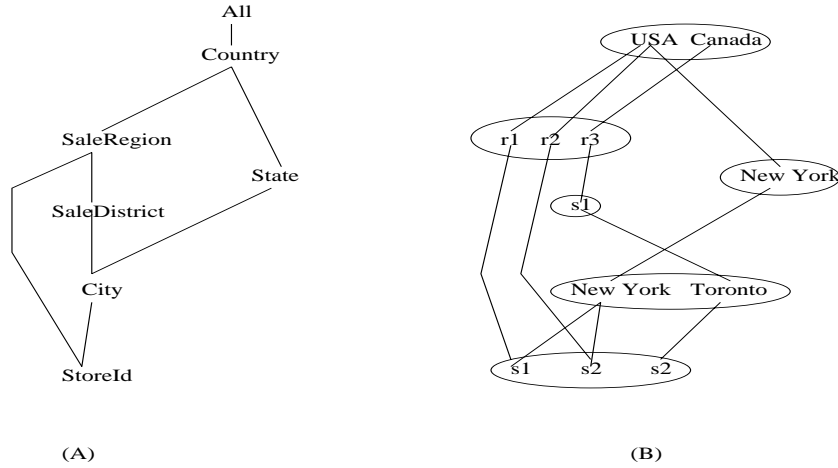 All
Country
SaleRegion
State
SaleDistrict
City
StoreId
(A)
USA Canada
r1 r2 r3
New York
s1
New York Toronto
s1 s2 s2
(B)